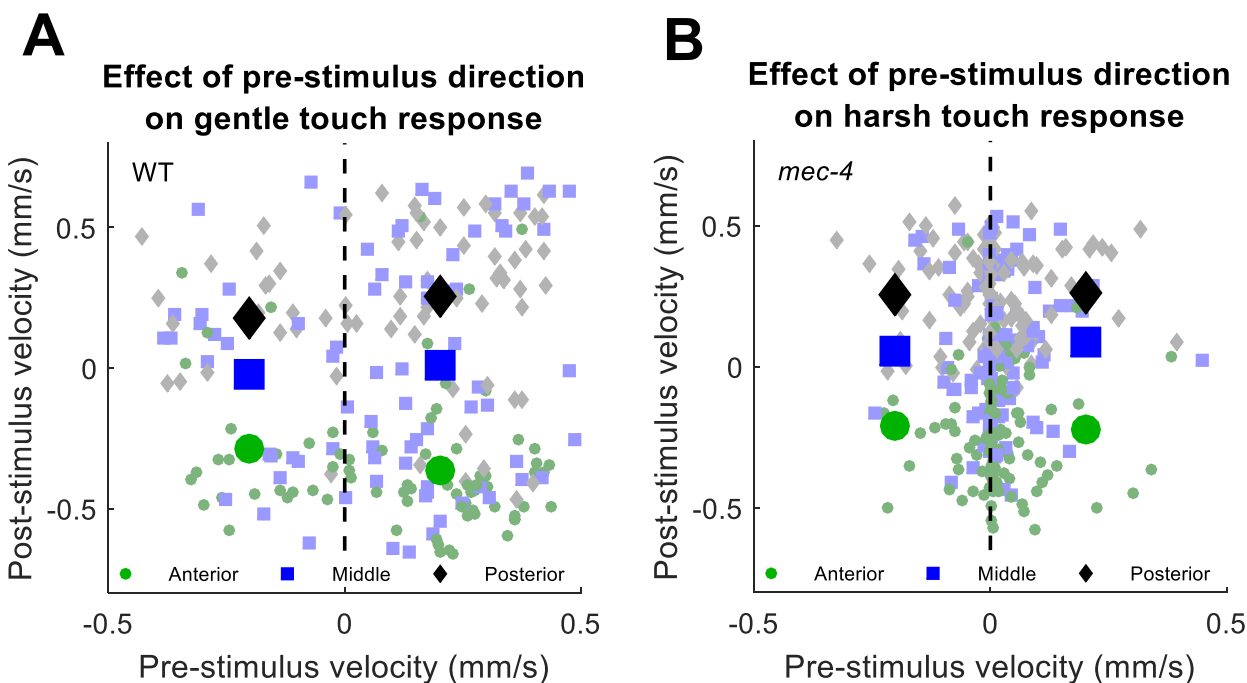 A
Effect of pre-stimulus direction
on gentle touch response
WT
Post-stimulus velocity (mm/s)
0.5
0
-0.5
Anterior
Middle
Posterior
-0.5
0
0.5
Pre-stimulus velocity (mm/s)
B
Effect of pre-stimulus direction
on harsh touch response
mec-4
Post-stimulus velocity (mm/s)
0.5
0
-0.5
Anterior
Middle
Posterior
-0.5
0
0.5
Pre-stimulus velocity (mm/s)